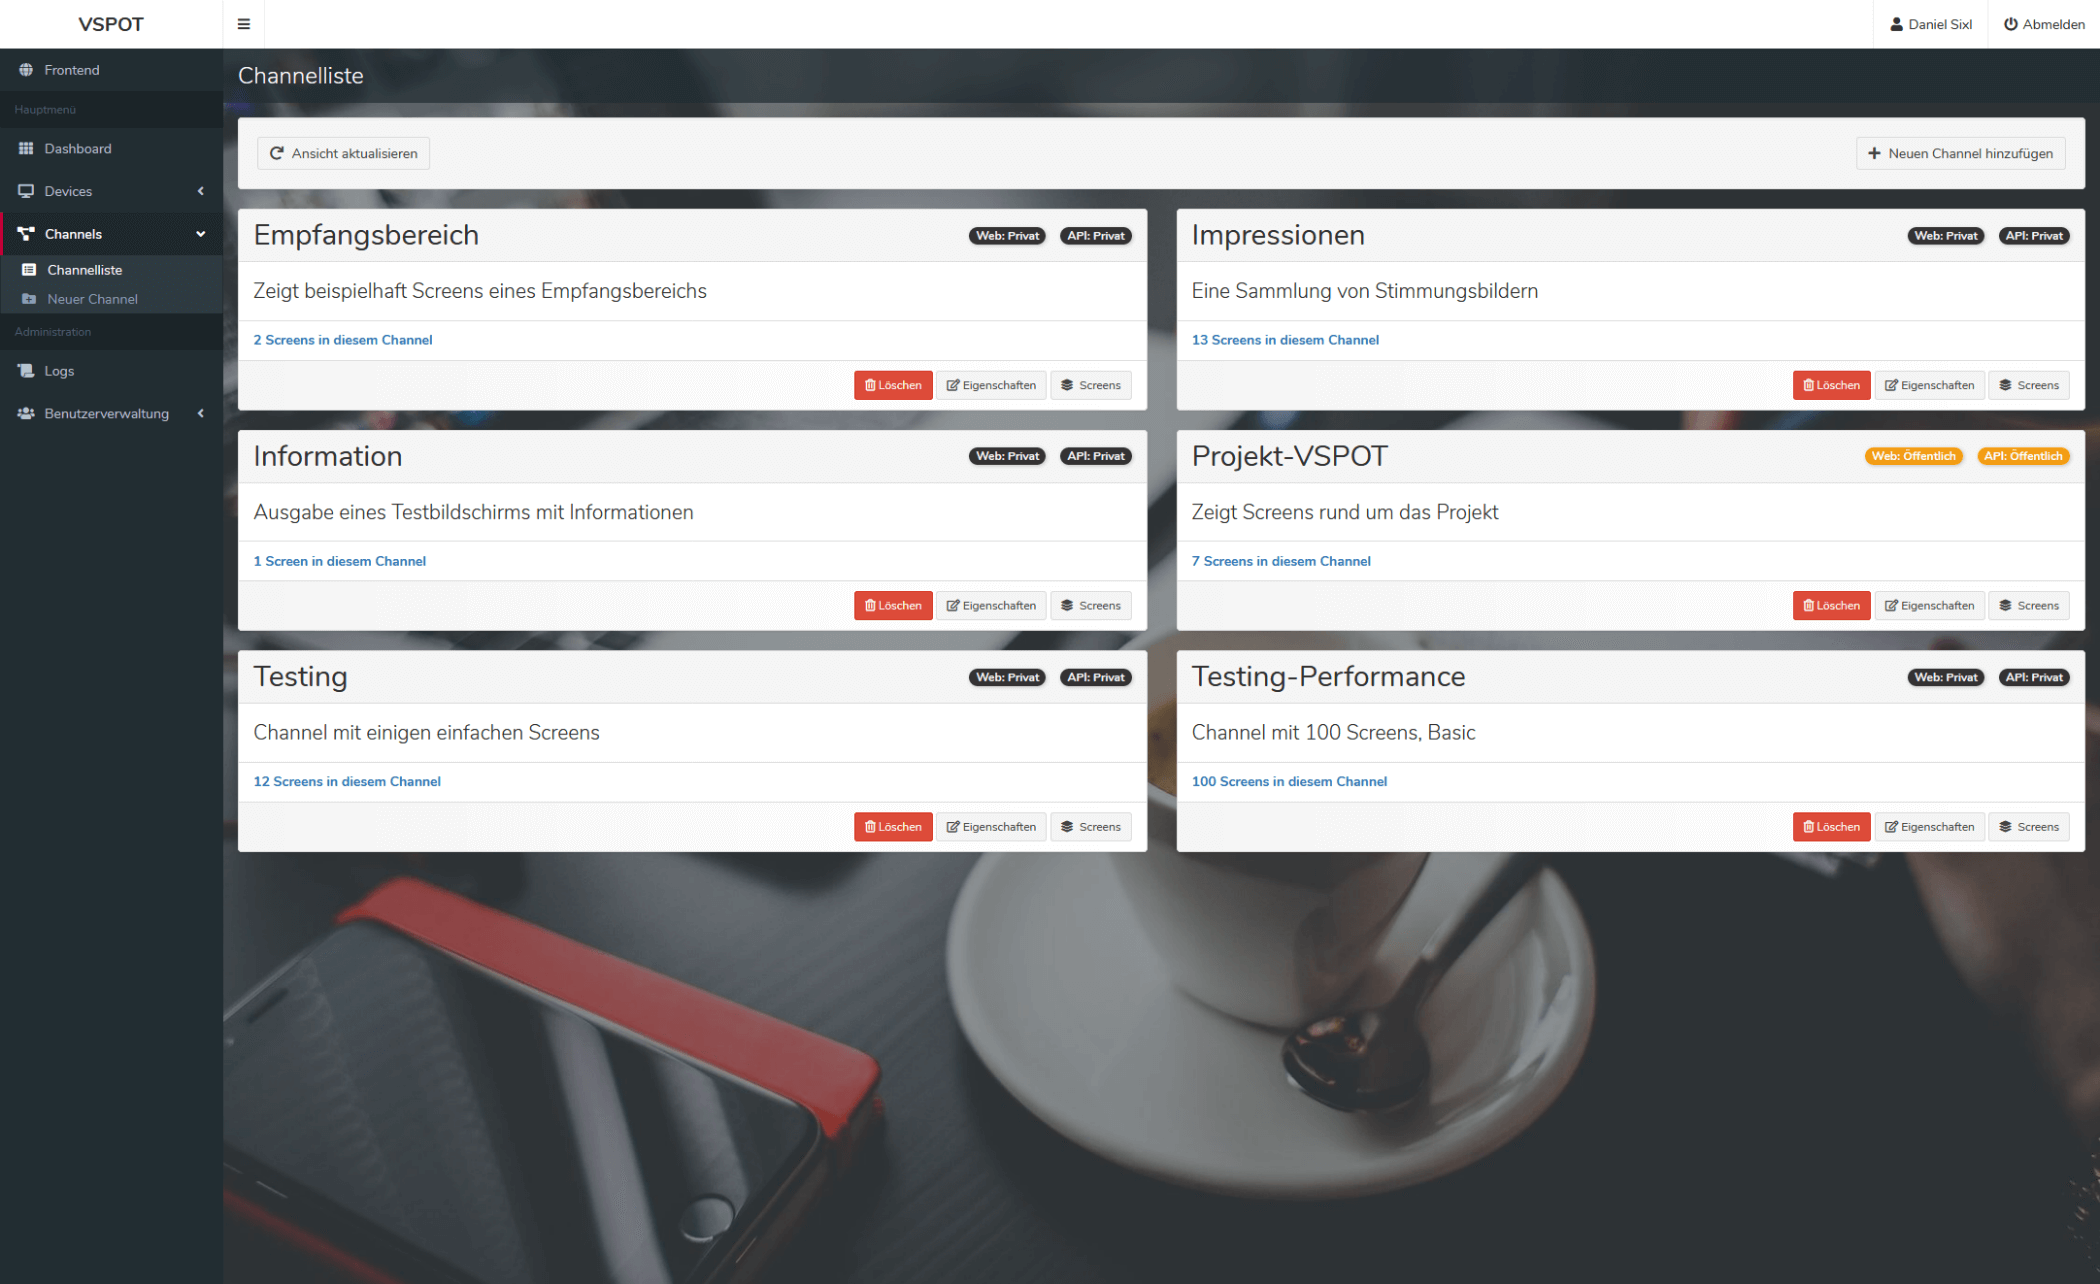 VSPOT
Daniel Sixl
Abmelden
Frontend
Hauptmenü
Dashboard
Devices
Channels
Channelliste
Neuer Channel
Administration
Logs
Benutzerverwaltung
Channelliste
Ansicht aktualisieren
Neuen Channel hinzufügen
Empfangsbereich
Web: Privat
API: Privat
Zeigt beispielhaft Screens eines Empfangsbereichs
2 Screens in diesem Channel
Löschen
Eigenschaften
Screens
Impressionen
Web: Privat
API: Privat
Eine Sammlung von Stimmungsbildern
13 Screens in diesem Channel
Löschen
Eigenschaften
Screens
Information
Web: Privat
API: Privat
Ausgabe eines Testbildschirms mit Informationen
1 Screen in diesem Channel
Löschen
Eigenschaften
Screens
Projekt-VSPOT
Web: Öffentlich
API: Öffentlich
Zeigt Screens rund um das Projekt
7 Screens in diesem Channel
Löschen
Eigenschaften
Screens
Testing
Web: Privat
API: Privat
Channel mit einigen einfachen Screens
12 Screens in diesem Channel
Löschen
Eigenschaften
Screens
Testing-Performance
Web: Privat
API: Privat
Channel mit 100 Screens, Basic
100 Screens in diesem Channel
Löschen
Eigenschaften
Screens